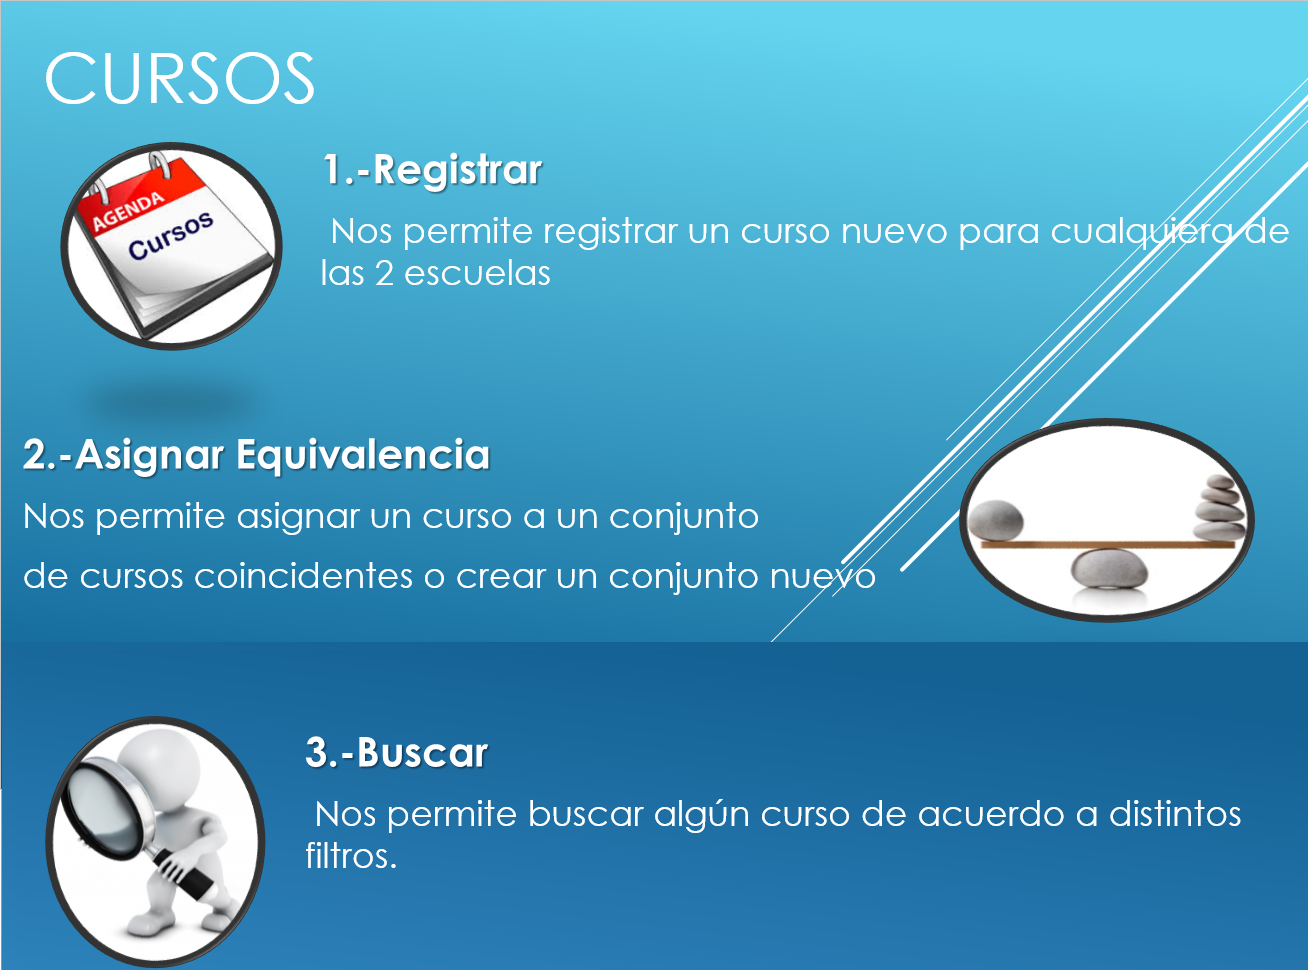 CURSOS
AGENDA
Cursos
1.-Registrar
Nos permite registrar un curso nuevo para cualquiera de
las 2 escuelas
2.-Asignar Equivalencia
Nos permite asignar un curso a un conjunto
de cursos coincidentes o crear un conjunto nuevo
3.-Buscar
Nos permite buscar algún curso de acuerdo a distintos
filtros.